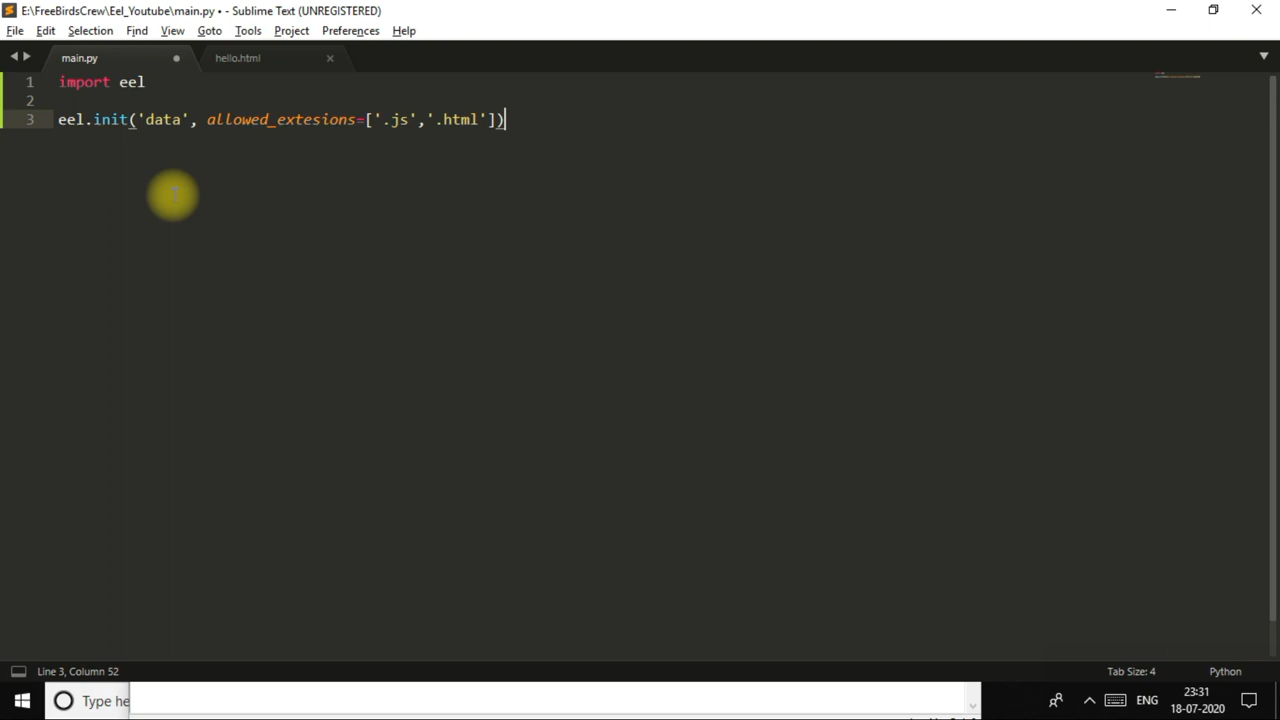 E:\FreeBirdsCrew\Eel_Youtube\main.py • - Sublime Text (UNREGISTERED)
File Edit Selection Find View Goto Tools Project Preferences Help
main.py hello.html
1 import eel
2
3 eel.init('data', allowed_extesions=['.js','.html'])
Line 3, Column 52 Tab Size: 4 Python
Type he ENG 23:31
18-07-2020